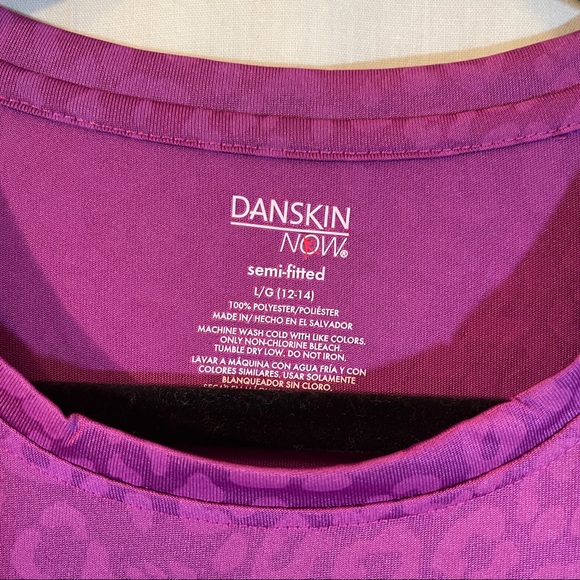 DANSKIN
NOW®
semi-fitted
L/G (12-14)
100% POLYESTER/POLIÉSTER
MADE IN/ HECHO EN EL SALVADOR
MACHINE WASH COLD WITH LIKE COLORS.
ONLY NON-CHLORINE BLEACH.
TUMBLE DRY LOW. DO NOT IRON.
LAVAR A MÁQUINA CON AGUA FRÍA Y CON
COLORES SIMILARES. USAR SOLAMENTE
BLANQUEADOR SIN CLORO.